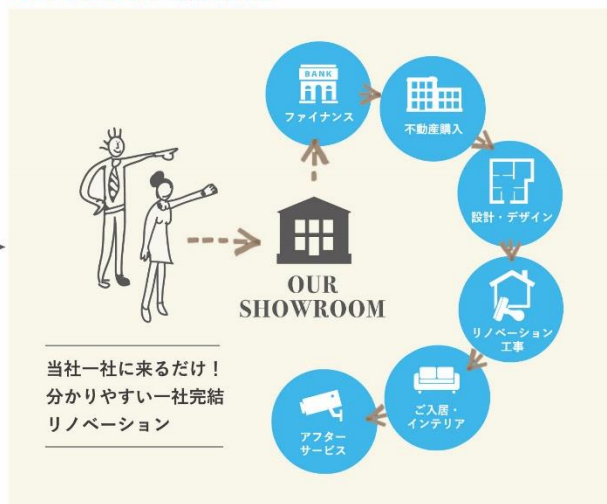 BANK
ファイナンス
不動産購入
設計・デザイン
リノベーション
工事
ご入居・
インテリア
アフター
サービス
OUR
SHOWROOM
当社一社に来るだけ！
分かりやすい一社完結
リノベーション